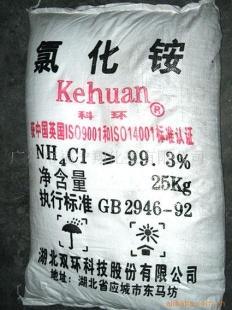 氯化铵
Kehuan®
科环
获中国英国ISO9001和ISO14001标准认证
NH₄Cl ≥ 99.3%
净含量 25Kg
执行标准 GB2946-92
湖北双环科技股份有限公司
地址：湖北省应城市东马坊